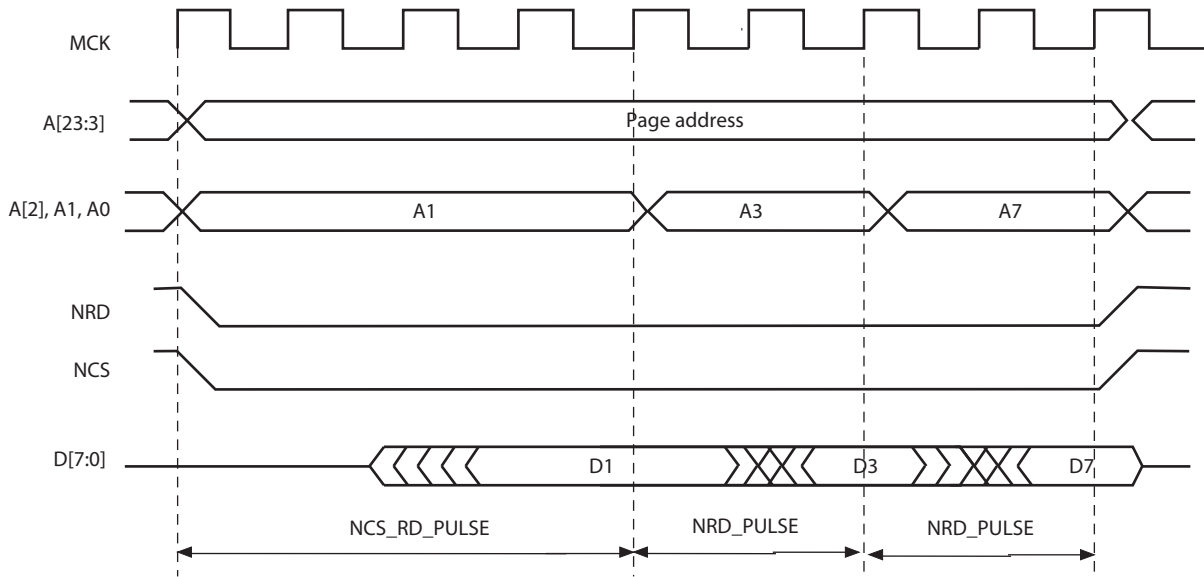 MCK
A[23:3]
Page address
A[2], A1, A0
A1
A3
A7
NRD
NCS
D[7:0]
D1
D3
D7
NCS_RD_PULSE
NRD_PULSE
NRD_PULSE